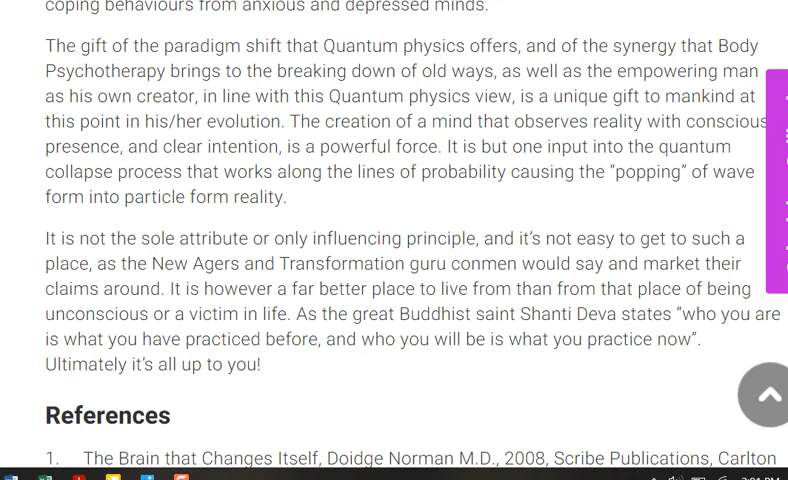 coping behaviours from anxious and depressed minds.
The gift of the paradigm shift that Quantum physics offers, and of the synergy that Body
Psychotherapy brings to the breaking down of old ways, as well as the empowering man
as his own creator, in line with this Quantum physics view, is a unique gift to mankind at
this point in his/her evolution. The creation of a mind that observes reality with conscious
presence, and clear intention, is a powerful force. It is but one input into the quantum
collapse process that works along the lines of probability causing the “popping” of wave
form into particle form reality.
It is not the sole attribute or only influencing principle, and it’s not easy to get to such a
place, as the New Agers and Transformation guru conmen would say and market their
claims around. It is however a far better place to live from than from that place of being
unconscious or a victim in life. As the great Buddhist saint Shanti Deva states “who you are
is what you have practiced before, and who you will be is what you practice now”.
Ultimately it’s all up to you!
References
1. The Brain that Changes Itself, Doidge Norman M.D., 2008, Scribe Publications, Carlton